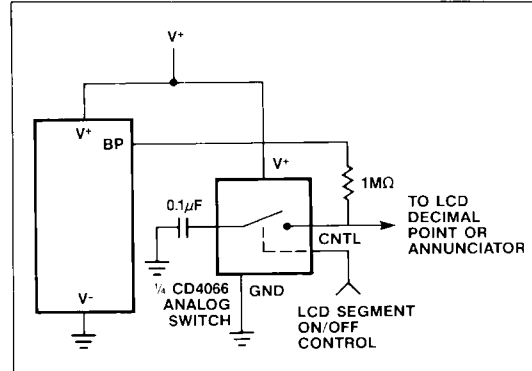 V+
V+
BP
V+
1MΩ
0.1μF
TO LCD
DECIMAL
POINT OR
ANNUNCIATOR
CNTL
V-
¼ CD4066
ANALOG
SWITCH
GND
LCD SEGMENT
ON/OFF
CONTROL